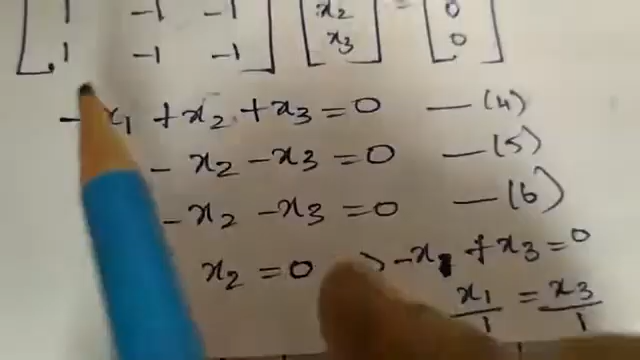 1 -1 -1 x₂ = 0
1 -1 -1 x₃ 0
-x₁ + x₂ + x₃ = 0 — (4)
- x₂ - x₃ = 0 — (5)
- x₂ - x₃ = 0 — (6)
x₂ = 0 > -x₁ + x₃ = 0
x₁/1 = x₃/1